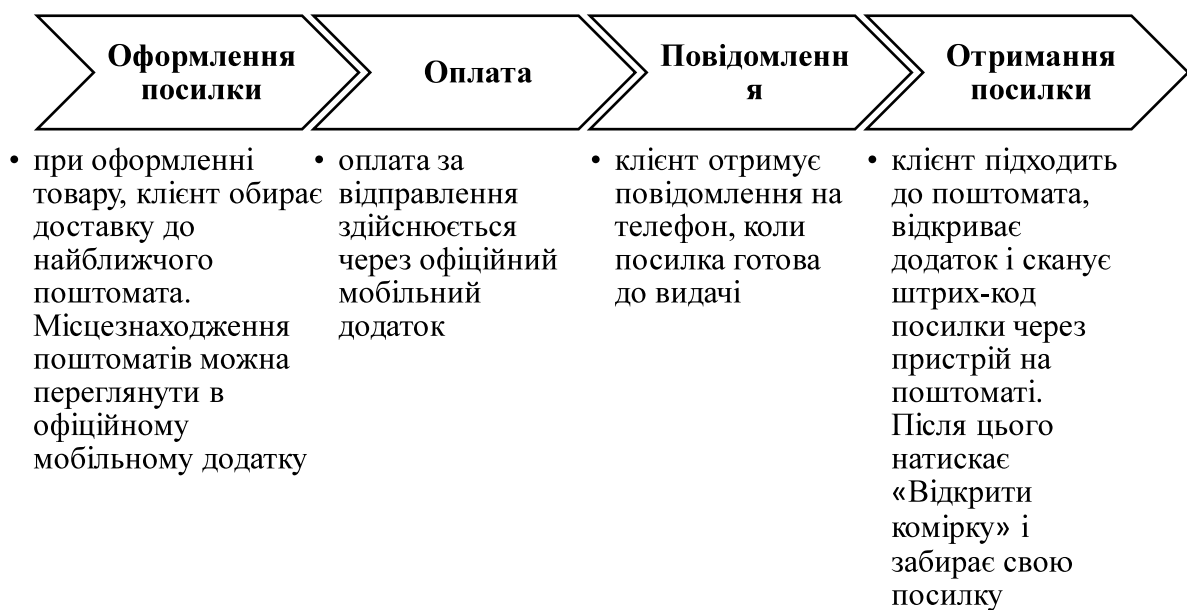 Оформлення
посилки
Оплата
Повідомленн
я
Отримання
посилки
• при оформленні
товару, клієнт обирає
доставку до
найближчого
поштомата.
Місцезнаходження
поштоматів можна
переглянути в
офіційному
мобільному додатку
• оплата за
відправлення
здійснюється
через офіційний
мобільний
додаток
• клієнт отримує
повідомлення на
телефон, коли
посилка готова
до видачі
• клієнт підходить
до поштомата,
відкриває
додаток і сканує
штрих-код
посилки через
пристрій на
поштоматі.
Після цього
натискає
«Відкрити
комірку» і
забирає свою
посилку